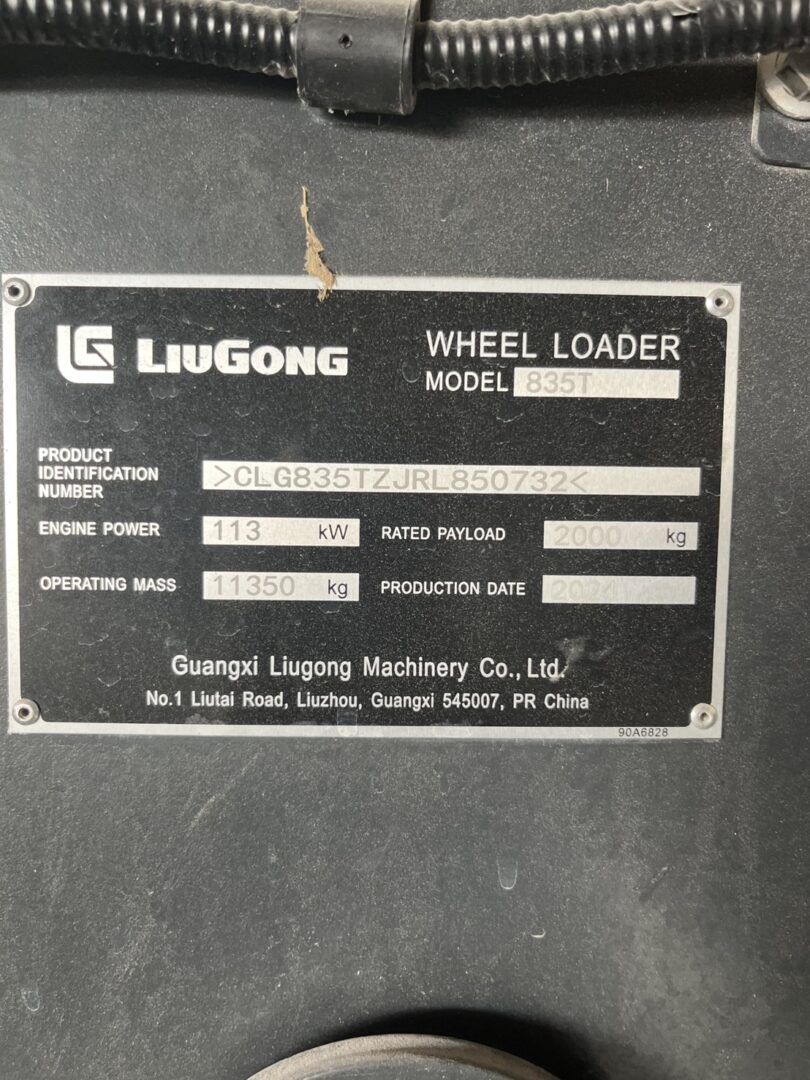 LG LIUGONG
WHEEL LOADER
MODEL 835T
PRODUCT
IDENTIFICATION
NUMBER
>CLG835TZJRL850732<
ENGINE POWER 113 kW RATED PAYLOAD 2000 kg
OPERATING MASS 11350 kg PRODUCTION DATE
Guangxi Liugong Machinery Co., Ltd.
No.1 Liutai Road, Liuzhou, Guangxi 545007, PR China
90A6828